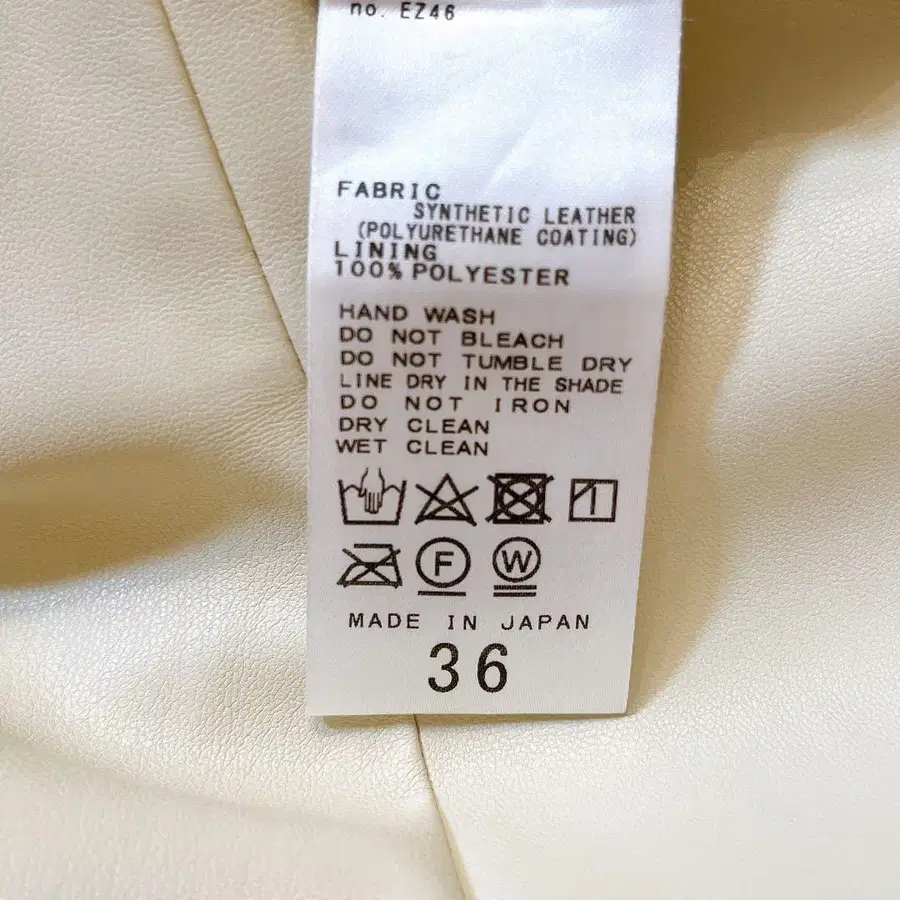 no. EZ46
FABRIC
SYNTHETIC LEATHER
(POLYURETHANE COATING)
LINING
100% POLYESTER
HAND WASH
DO NOT BLEACH
DO NOT TUMBLE DRY
LINE DRY IN THE SHADE
DO NOT IRON
DRY CLEAN
WET CLEAN
F W
MADE IN JAPAN
36